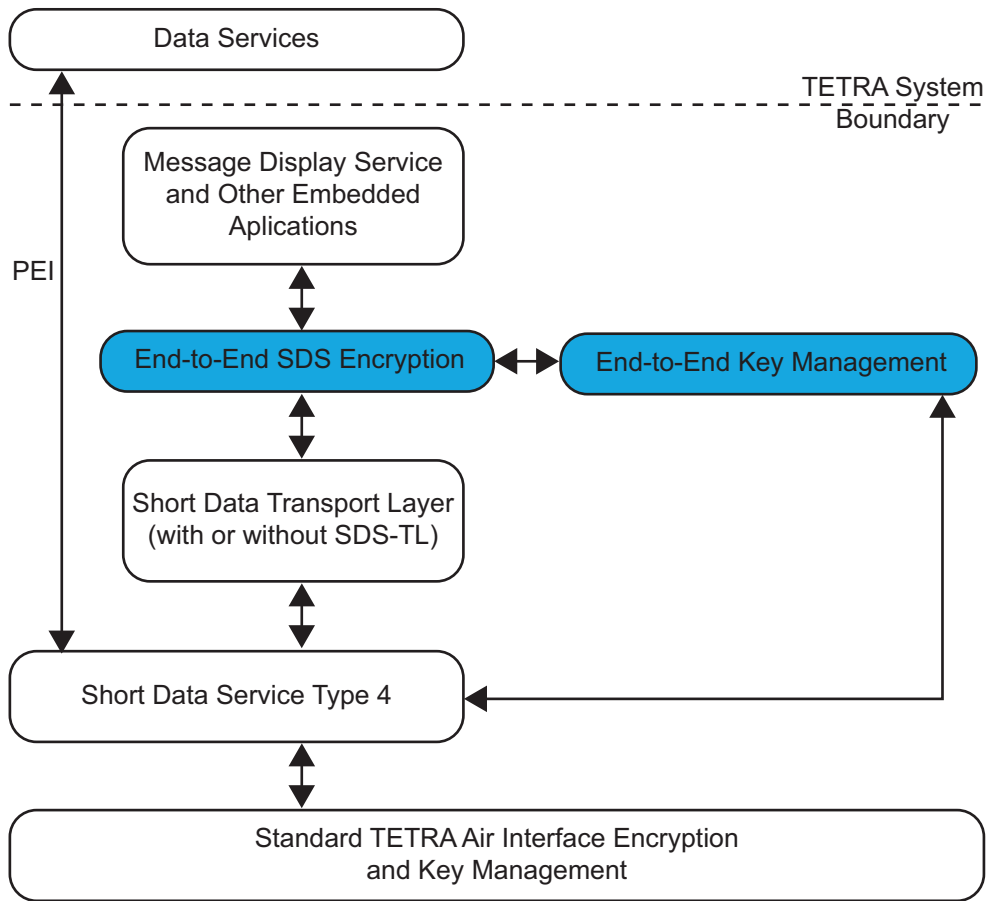 Data Services
TETRA System
Boundary
Message Display Service
and Other Embedded
Aplications
PEI
End-to-End SDS Encryption
End-to-End Key Management
Short Data Transport Layer
(with or without SDS-TL)
Short Data Service Type 4
Standard TETRA Air Interface Encryption
and Key Management